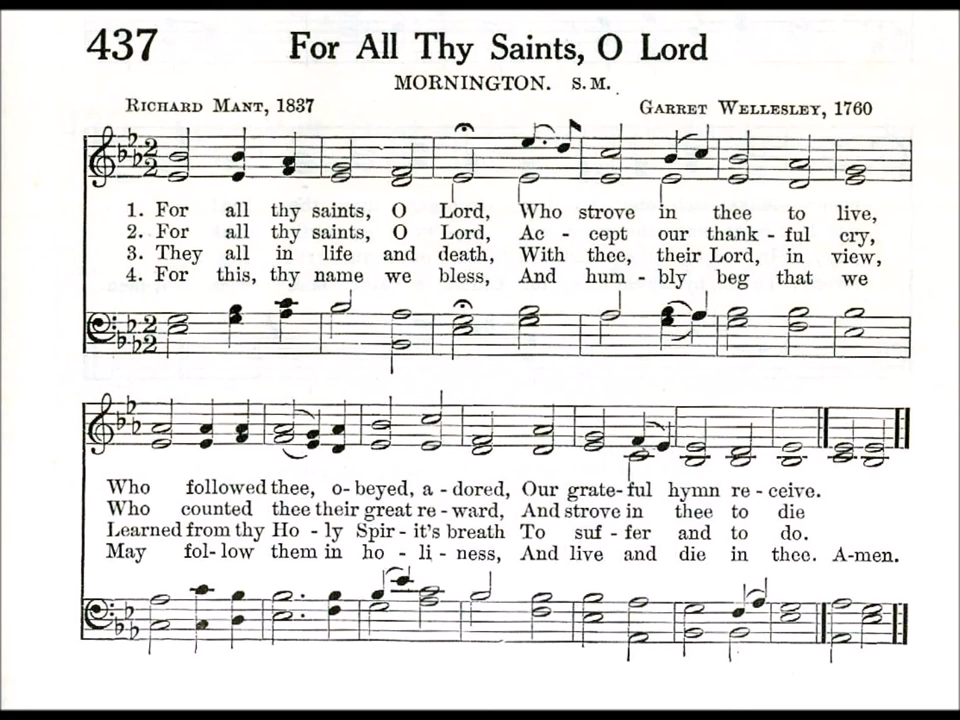 437 For All Thy Saints, O Lord
MORNINGTON. S. M.
RICHARD MANT, 1837 GARRET WELLESLEY, 1760
1. For all thy saints, O Lord, Who strove in thee to live,
2. For all thy saints, O Lord, Ac - cept our thank - ful cry,
3. They all in life and death, With thee, their Lord, in view,
4. For this, thy name we bless, And hum - bly beg that we
Who followed thee, o - beyed, a - dored, Our grate - ful hymn re - ceive.
Who counted thee their great re - ward, And strove in thee to die
Learned from thy Ho - ly Spir - it's breath To suf - fer and to do.
May fol - low them in ho - li - ness, And live and die in thee. A-men.